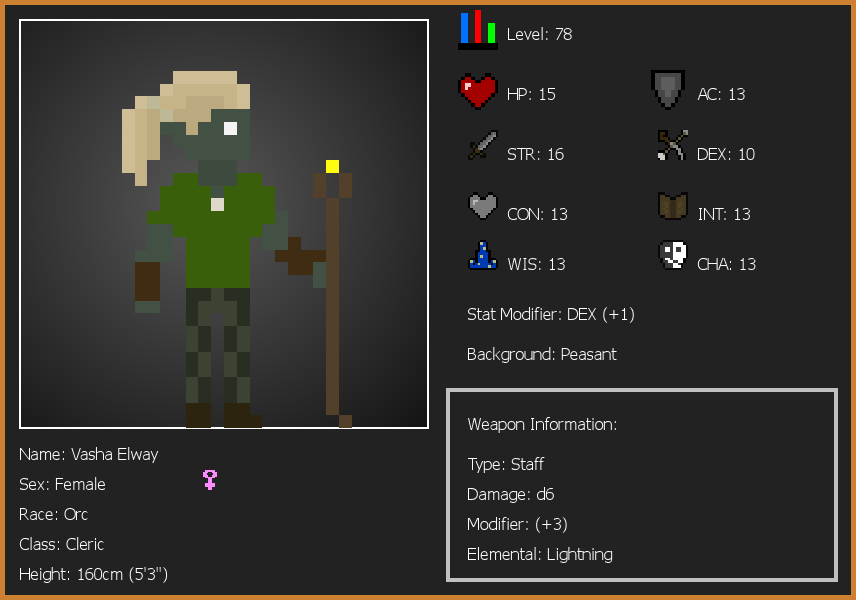 Level: 78
HP: 15
AC: 13
STR: 16
DEX: 10
CON: 13
INT: 13
WIS: 13
CHA: 13
Stat Modifier: DEX (+1)
Background: Peasant
Weapon Information:
Type: Staff
Damage: d6
Modifier: (+3)
Elemental: Lightning
Name: Vasha Elway
Sex: Female
Race: Orc
Class: Cleric
Height: 160cm (5'3")